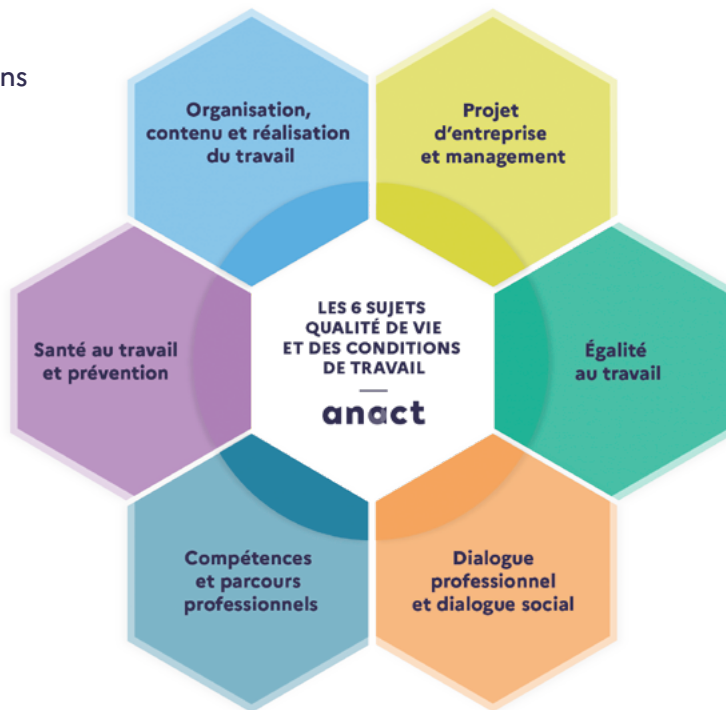 ns
Organisation,
contenu et réalisation
du travail
Projet
d'entreprise
et management
Santé au travail
et prévention
LES 6 SUJETS
QUALITÉ DE VIE
ET DES CONDITIONS
DE TRAVAIL
anact
Égalité
au travail
Compétences
et parcours
professionnels
Dialogue
professionnel
et dialogue social